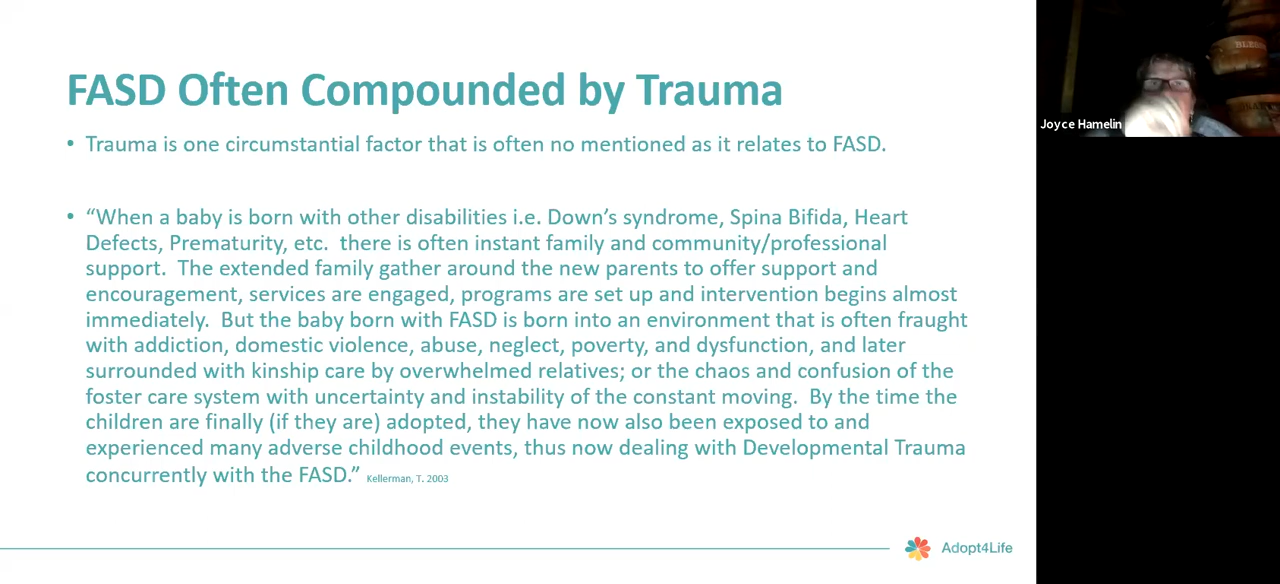 FASD Often Compounded by Trauma
• Trauma is one circumstantial factor that is often no mentioned as it relates to FASD.
• “When a baby is born with other disabilities i.e. Down’s syndrome, Spina Bifida, Heart
Defects, Prematurity, etc.  there is often instant family and community/professional
support.  The extended family gather around the new parents to offer support and
encouragement, services are engaged, programs are set up and intervention begins almost
immediately.  But the baby born with FASD is born into an environment that is often fraught
with addiction, domestic violence, abuse, neglect, poverty, and dysfunction, and later
surrounded with kinship care by overwhelmed relatives; or the chaos and confusion of the
foster care system with uncertainty and instability of the constant moving.  By the time the
children are finally (if they are) adopted, they have now also been exposed to and
experienced many adverse childhood events, thus now dealing with Developmental Trauma
concurrently with the FASD.” Kellerman, T. 2003
Adopt4Life
Joyce Hamelin